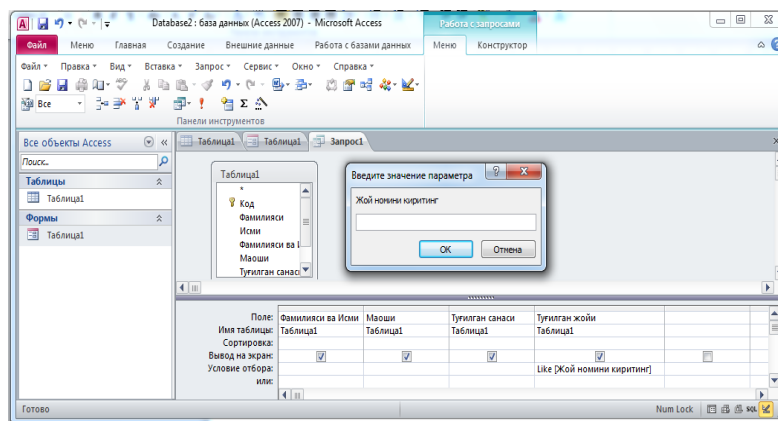 Database2 : база данных (Access 2007) - Microsoft Access
Работа с запросами
Файл Меню Главная Создание Внешние данные Работа с базами данных Меню Конструктор
Файл Правка Вид Вставка Запрос Сервис Окно Справка
Все
Панели инструментов
Все объекты Access
Таблица1 Таблица1 Запрос1
Поиск...
Таблицы
Таблица1
Формы
Таблица1
Таблица1
*
Код
Фамилияси
Исми
Фамилияси ва
Маоши
Туғилган санаси
Введите значение параметра
Жой номини киритинг
ОК Отмена
Поле: Фамилияси ва Исми Маоши Туғилган санаси Туғилган жойи
Имя таблицы: Таблица1 Таблица1 Таблица1 Таблица1
Сортировка:
Вывод на экран:
Условие отбора: Like [Жой номини киритинг]
или:
Готово Num Lock SQL